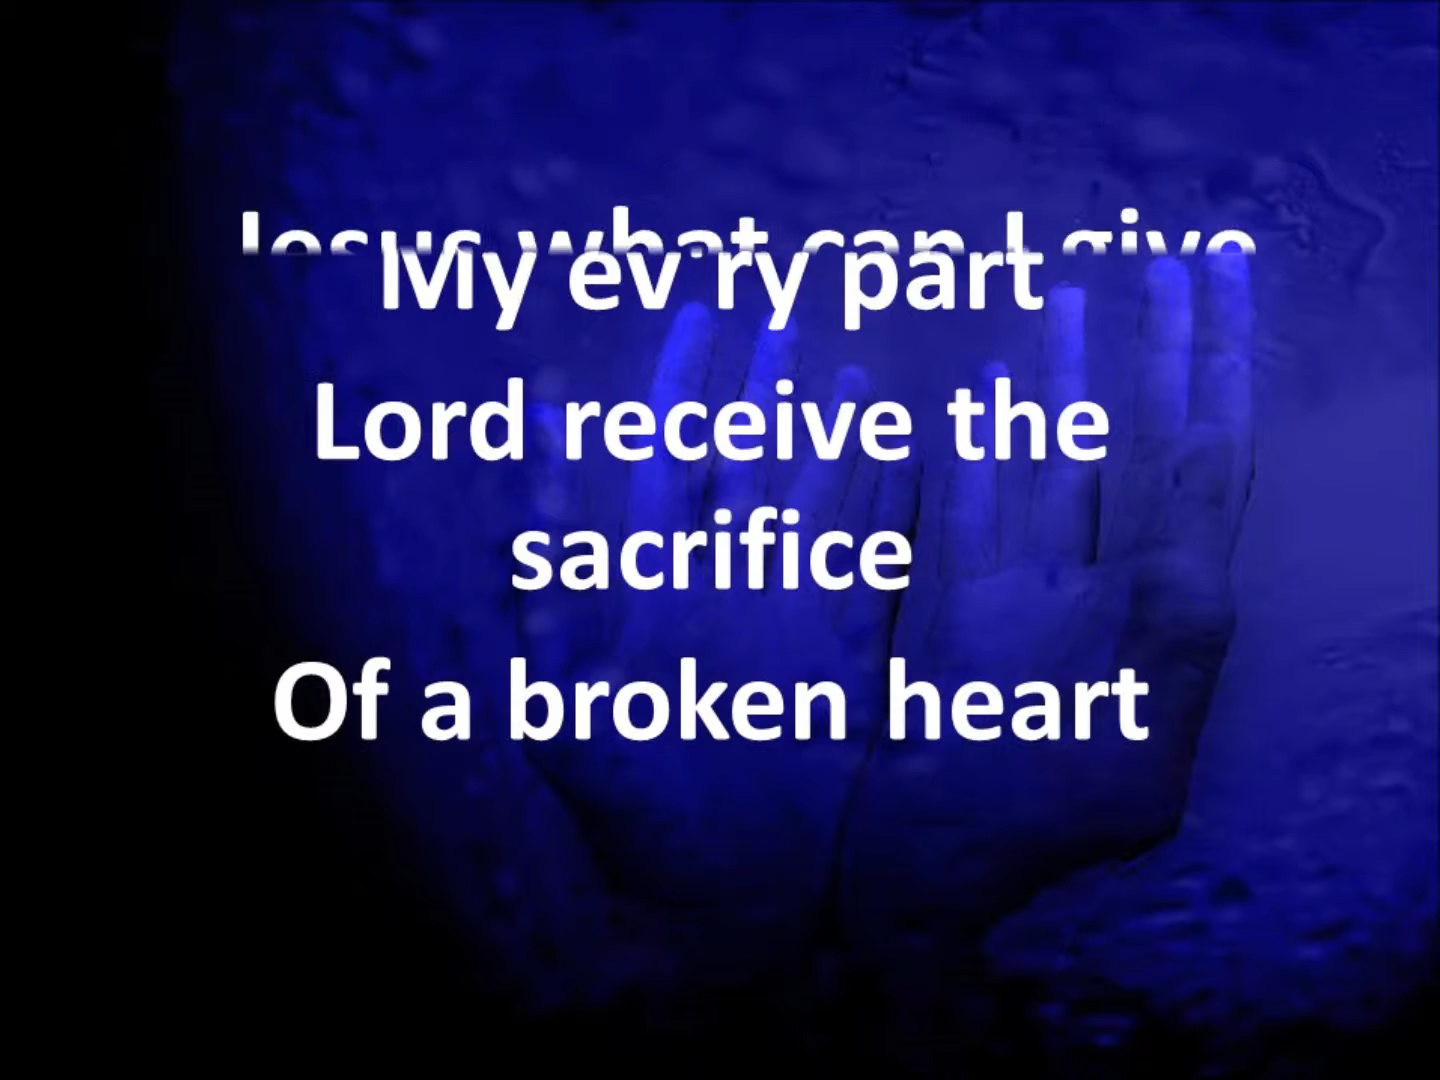 Jesus what can I give
My ev'ry part
Lord receive the
sacrifice
Of a broken heart